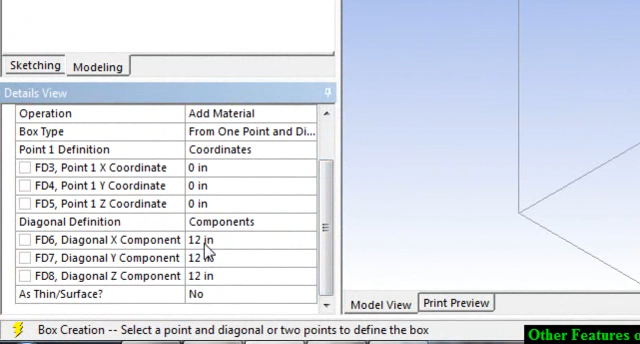 Sketching Modeling
Details View
Operation Add Material
Box Type From One Point and Di...
Point 1 Definition Coordinates
FD3, Point 1 X Coordinate 0 in
FD4, Point 1 Y Coordinate 0 in
FD5, Point 1 Z Coordinate 0 in
Diagonal Definition Components
FD6, Diagonal X Component 12 in
FD7, Diagonal Y Component 12 in
FD8, Diagonal Z Component 12 in
As Thin/Surface? No
Model View Print Preview
Box Creation -- Select a point and diagonal or two points to define the box
Other Features o